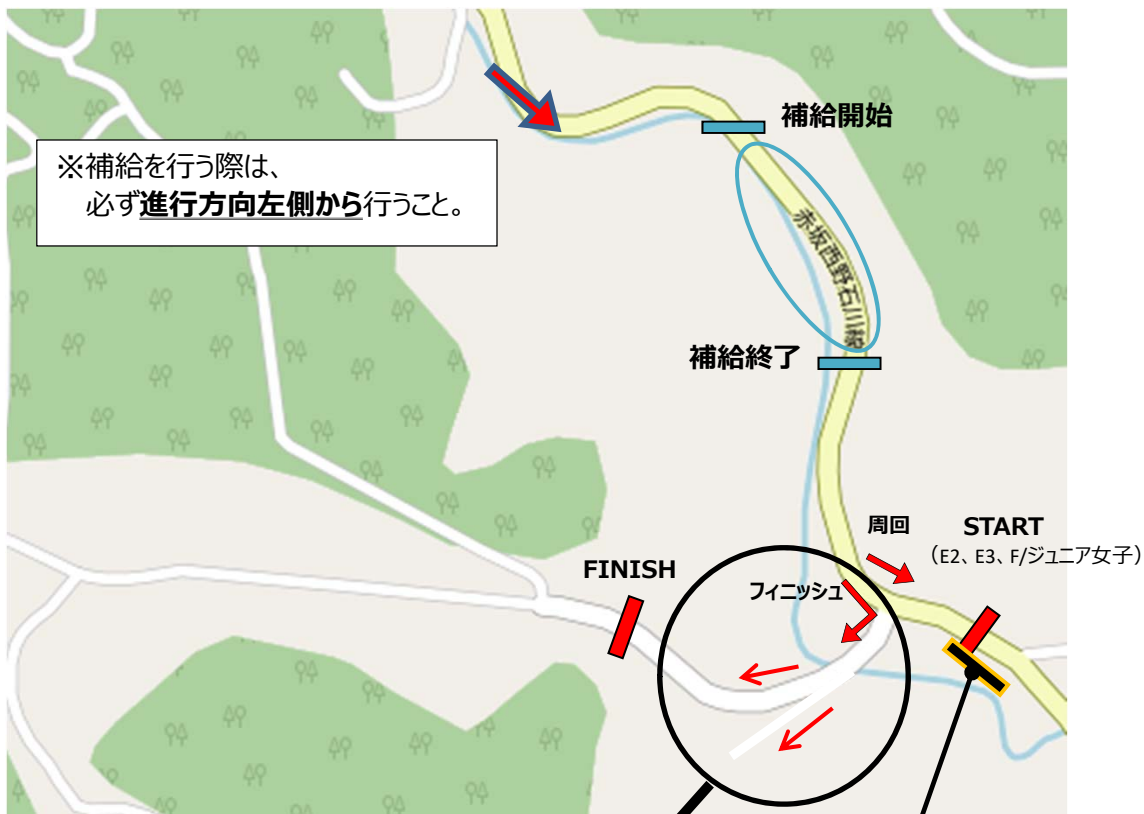 補給開始
※補給を行う際は、
必ず進行方向左側から行うこと。
赤坂西野石川線
補給終了
周回
START
（E2、E3、F/ジュニア女子）
FINISH
フィニッシュ